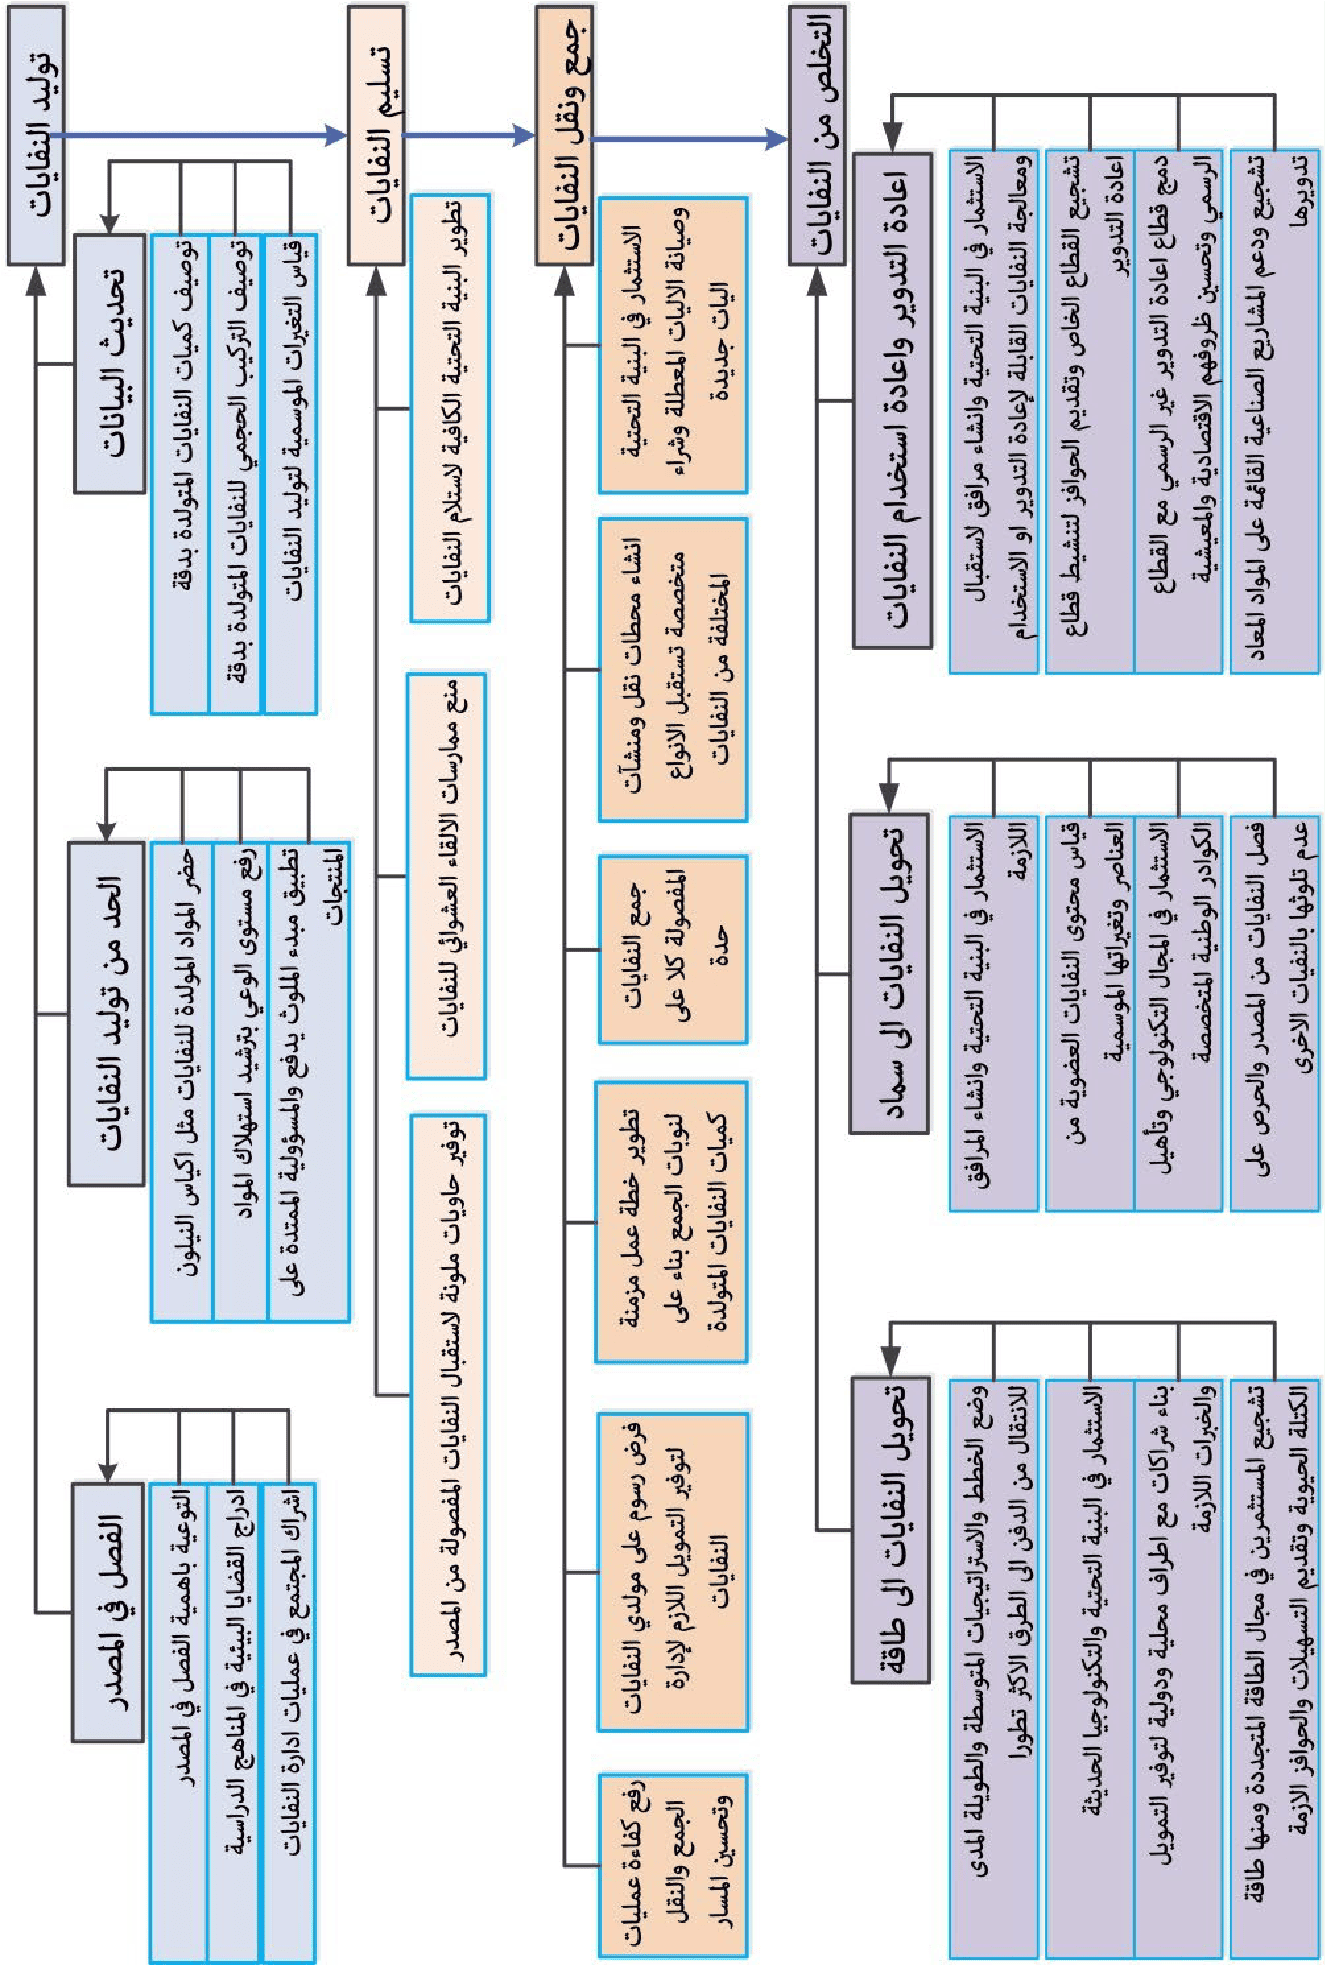 توليد النفايات
تحديث البيانات
توصيف كميات النفايات المتولدة بدقة
توصيف التركيب الحجمي للنفايات المتولدة بدقة
قياس التغيرات الموسمية لتوليد النفايات
الحد من توليد النفايات
حضر المواد المولدة للنفايات مثل اكياس النيلون
رفع مستوى الوعي بترشيد استهلاك المواد
تطبيق مبدء الملوث يدفع والمسؤولية الممتدة على
المنتجات
الفصل في المصدر
التوعية باهمية الفصل في المصدر
ادراج القضايا البيئية في المناهج الدراسية
اشراك المجتمع في عمليات ادارة النفايات
تسليم النفايات
تطوير البنية التحتية الكافية لاستلام النفايات
منع ممارسات الالقاء العشوائي للنفايات
توفير حاويات ملونة لاستقبال النفايات المفصولة من المصدر
جمع ونقل النفايات
الاستثمار في البنية التحتية
وصيانة الاليات المعطلة وشراء
اليات جديدة
انشاء محطات نقل ومنشآت
متخصصة تستقبل الانواع
المختلفة من النفايات
جمع النفايات
المفصولة كلا على
حدة
تطوير خطة عمل مزمنة
لنوبات الجمع بناء على
كميات النفايات المتولدة
فرض رسوم على مولدي النفايات
لتوفير التمويل اللازم لإدارة
النفايات
رفع كفاءة عمليات
الجمع والنقل
وتحسين المسار
التخلص من النفايات
اعادة التدوير واعادة استخدام النفايات
الاستثمار في البنية التحتية وانشاء مرافق لاستقبال
ومعالجة النفايات القابلة لإعادة التدوير او الاستخدام
تشجيع القطاع الخاص وتقديم الحوافز لتنشيط قطاع
اعادة التدوير
دمج قطاع اعادة التدوير غير الرسمي مع القطاع
الرسمي وتحسين ظروفهم الاقتصادية والمعيشية
تشجيع ودعم المشاريع الصناعية القائمة على المواد المعاد
تدويرها
تحويل النفايات الى سماد
الاستثمار في البنية التحتية وانشاء المرافق
اللازمة
قياس محتوى النفايات العضوية من
العناصر وتغيراتها الموسمية
الاستثمار في المجال التكنولوجي وتأهيل
الكوادر الوطنية المتخصصة
فصل النفايات من المصدر والحرص على
عدم تلوثها بالنفيات الاخرى
تحويل النفايات الى طاقة
وضع الخطط والاستراتيجيات المتوسطة والطويلة المدى
للانتقال من الدفن الى الطرق الاكثر تطورا
الاستثمار في البنية التحتية والتكنولوجيا الحديثة
بناء شراكات مع اطراف محلية ودولية لتوفير التمويل
والخبرات اللازمة
تشجيع المستثمرين في مجال الطاقة المتجددة ومنها طاقة
الكتلة الحيوية وتقديم التسهيلات والحوافز الازمة